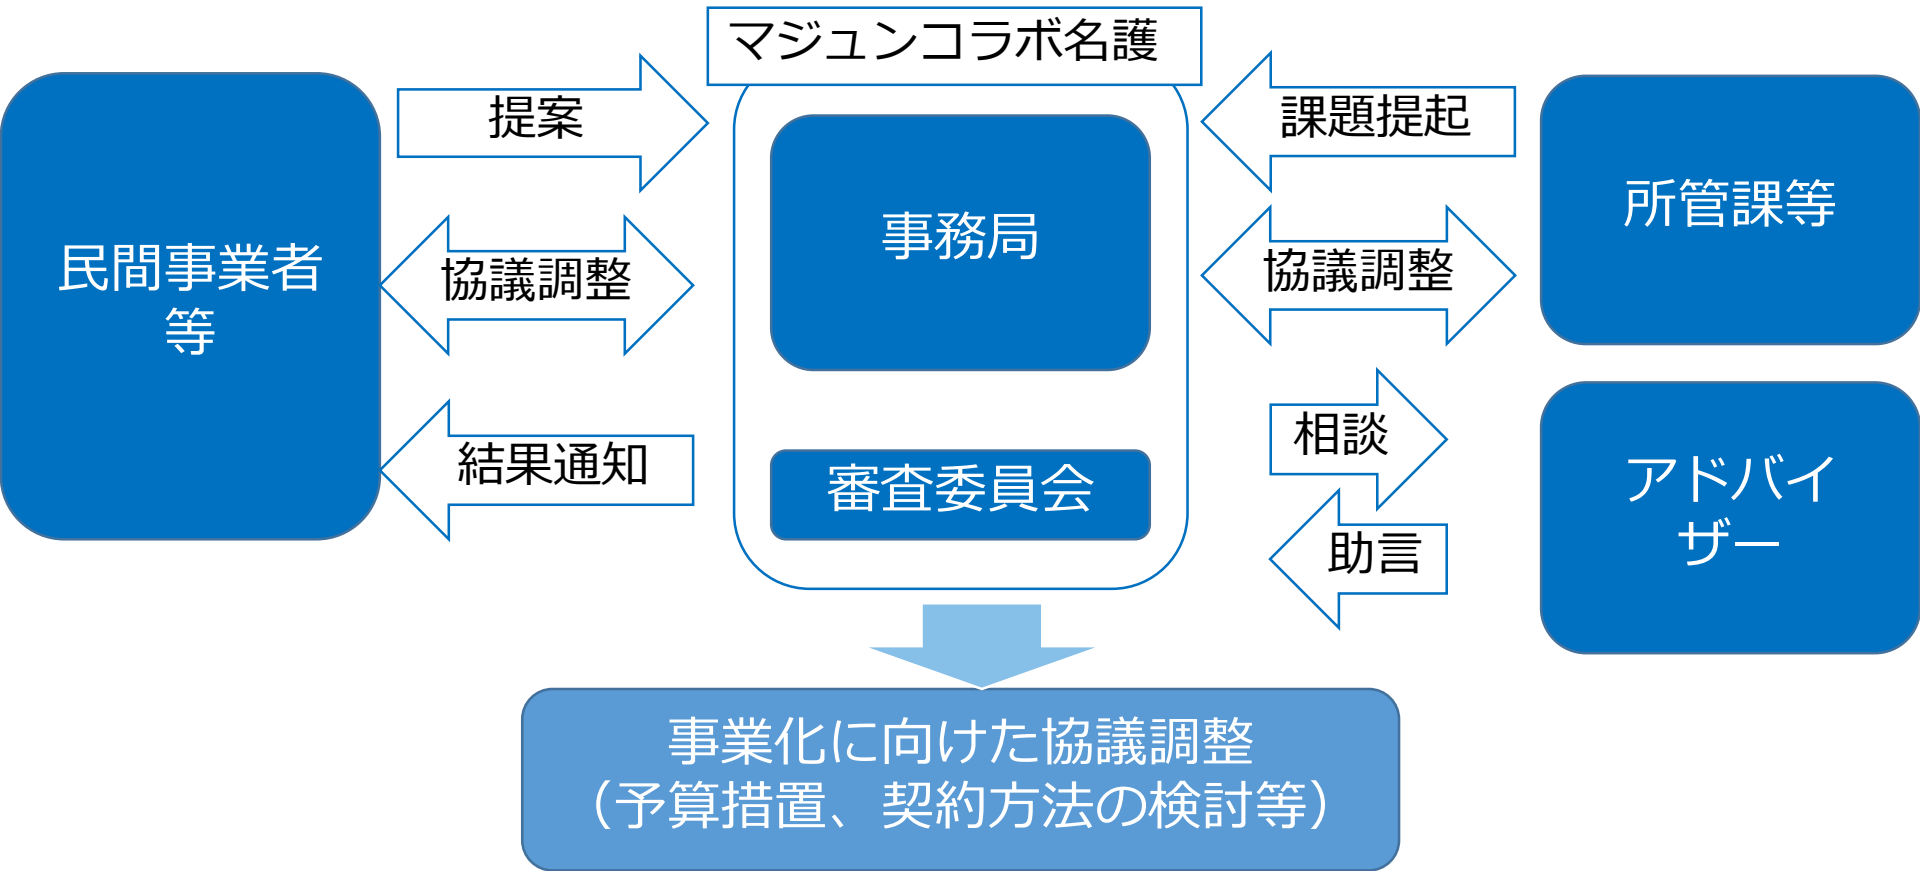 マジュンコラボ名護
提案
課題提起
民間事業者
等
事務局
所管課等
協議調整
協議調整
結果通知
審査委員会
相談
助言
アドバイ
ザー
事業化に向けた協議調整
（予算措置、契約方法の検討等）